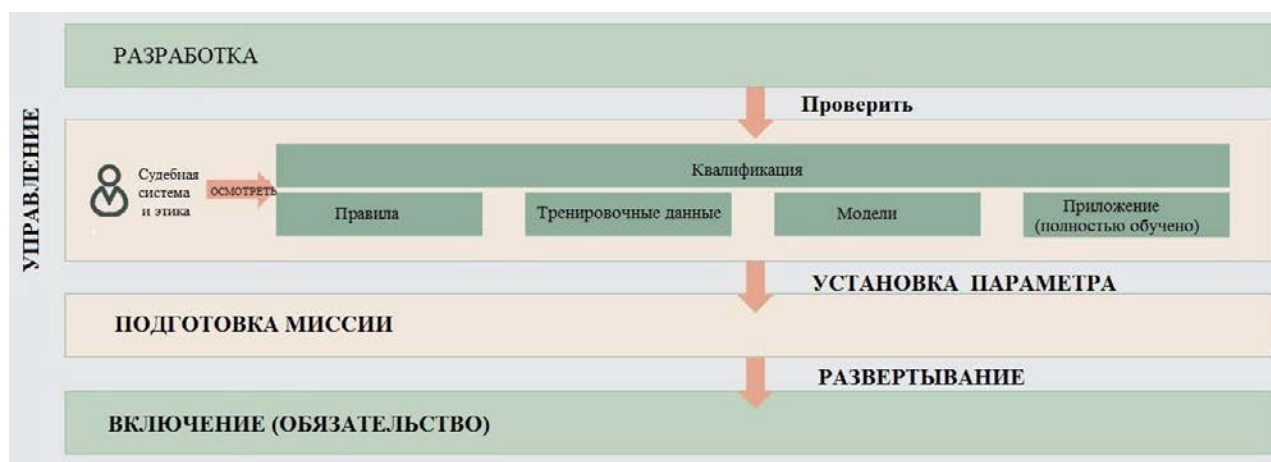 УПРАВЛЕНИЕ
РАЗРАБОТКА
Проверить
Судебная
система
и этика
ОСМОТРЕТЬ
Квалификация
Правила
Тренировочные данные
Модели
Приложение
(полностью обучено)
УСТАНОВКА ПАРАМЕТРА
ПОДГОТОВКА МИССИИ
РАЗВЕРТЫВАНИЕ
ВКЛЮЧЕНИЕ (ОБЯЗАТЕЛЬСТВО)